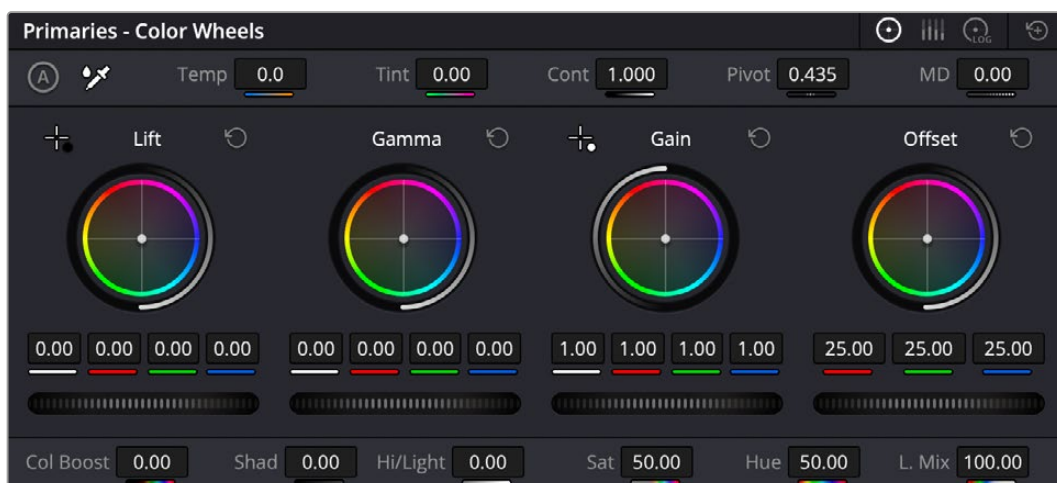 Primaries - Color Wheels
LOG
A Temp 0.0 Tint 0.00 Cont 1.000 Pivot 0.435 MD 0.00
Lift Gamma Gain Offset
0.00 0.00 0.00 0.00 0.00 0.00 0.00 0.00 1.00 1.00 1.00 1.00 25.00 25.00 25.00
Col Boost 0.00 Shad 0.00 Hi/Light 0.00 Sat 50.00 Hue 50.00 L. Mix 100.00